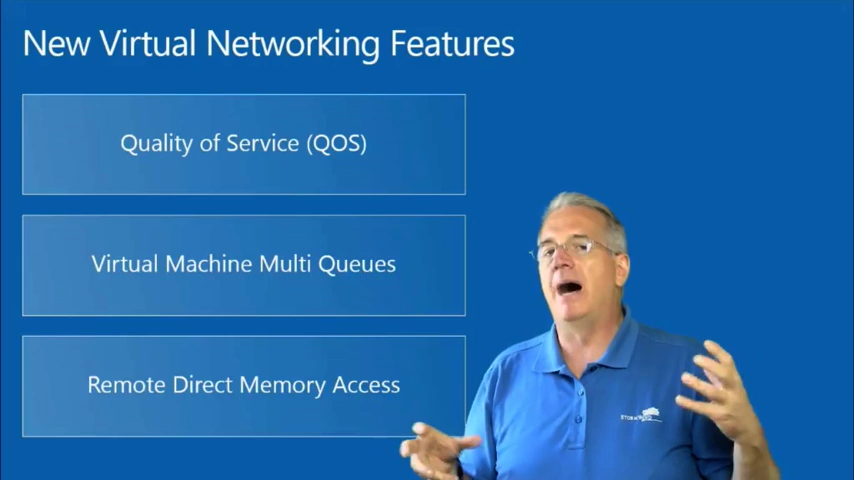 New Virtual Networking Features
Quality of Service (QOS)
Virtual Machine Multi Queues
Remote Direct Memory Access